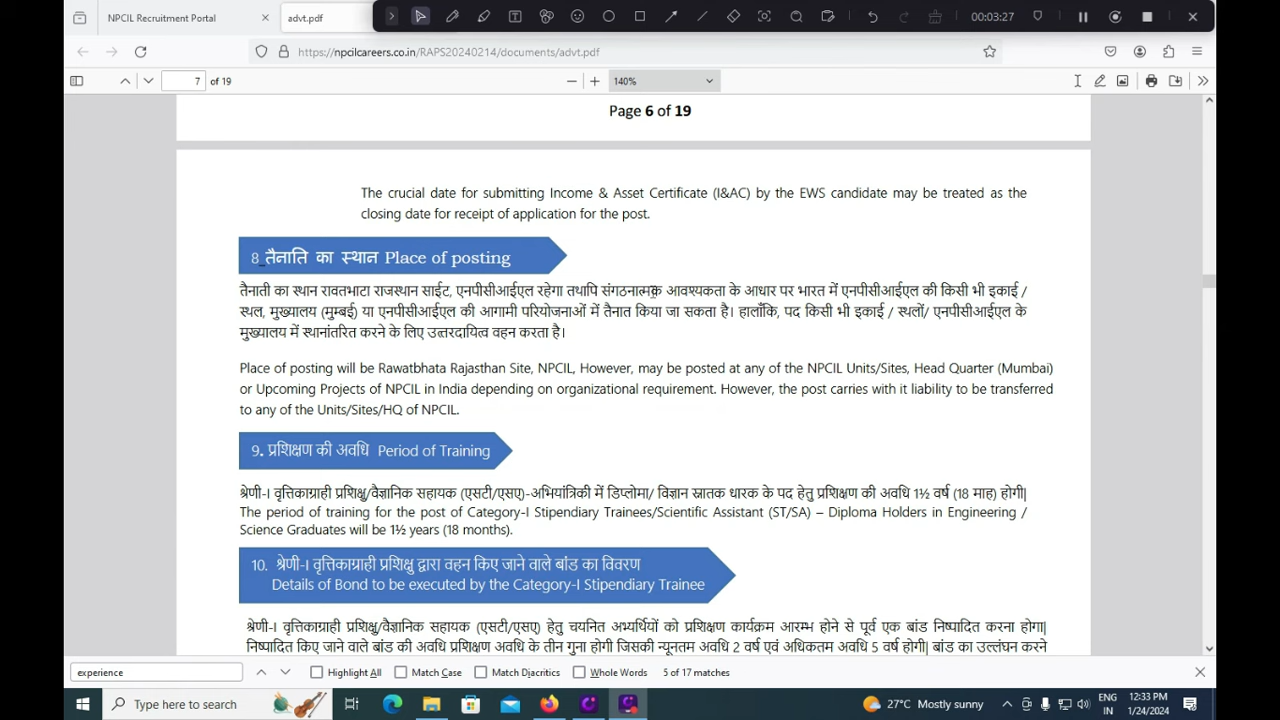 NPCIL Recruitment Portal
advt.pdf
00:03:27
https://npcilcareers.co.in/RAPS20240214/documents/advt.pdf
7 of 19
140%
Page 6 of 19
The crucial date for submitting Income & Asset Certificate (I&AC) by the EWS candidate may be treated as the
closing date for receipt of application for the post.
8 तैनाति का स्थान Place of posting
तैनाती का स्थान रावतभाटा राजस्थान साईट, एनपीसीआईएल रहेगा तथापि संगठनात्मक आवश्यकता के आधार पर भारत में एनपीसीआईएल की किसी भी इकाई /
स्थल, मुख्यालय (मुम्बई) या एनपीसीआईएल की आगामी परियोजनाओं में तैनात किया जा सकता है। हालाँकि, पद किसी भी इकाई / स्थलों/ एनपीसीआईएल के
मुख्यालय में स्थानांतरित करने के लिए उत्तरदायित्व वहन करता है।
Place of posting will be Rawatbhata Rajasthan Site, NPCIL, However, may be posted at any of the NPCIL Units/Sites, Head Quarter (Mumbai)
or Upcoming Projects of NPCIL in India depending on organizational requirement. However, the post carries with it liability to be transferred
to any of the Units/Sites/HQ of NPCIL.
9. प्रशिक्षण की अवधि Period of Training
श्रेणी-I वृत्तिकाग्राही प्रशिक्षु/वैज्ञानिक सहायक (एसटी/एसए)-अभियांत्रिकी में डिप्लोमा/ विज्ञान स्नातक धारक के पद हेतु प्रशिक्षण की अवधि 1½ वर्ष (18 माह) होगी|
The period of training for the post of Category-I Stipendiary Trainees/Scientific Assistant (ST/SA) – Diploma Holders in Engineering /
Science Graduates will be 1½ years (18 months).
10. श्रेणी-I वृत्तिकाग्राही प्रशिक्षु द्वारा वहन किए जाने वाले बांड का विवरण
Details of Bond to be executed by the Category-I Stipendiary Trainee
श्रेणी-I वृत्तिकाग्राही प्रशिक्षु/वैज्ञानिक सहायक (एसटी/एसए) हेतु चयनित अभ्यर्थियों को प्रशिक्षण कार्यक्रम आरम्भ होने से पूर्व एक बांड निष्पादित करना होगा|
निष्पादित किए जाने वाले बांड की अवधि प्रशिक्षण अवधि के तीन गुना होगी जिसकी न्यूनतम अवधि 2 वर्ष एवं अधिकतम अवधि 5 वर्ष होगी| बांड का उल्लंघन करने
experience
Highlight All Match Case Match Diacritics Whole Words 5 of 17 matches
Type here to search
27°C Mostly sunny
ENG
IN
12:33 PM
1/24/2024